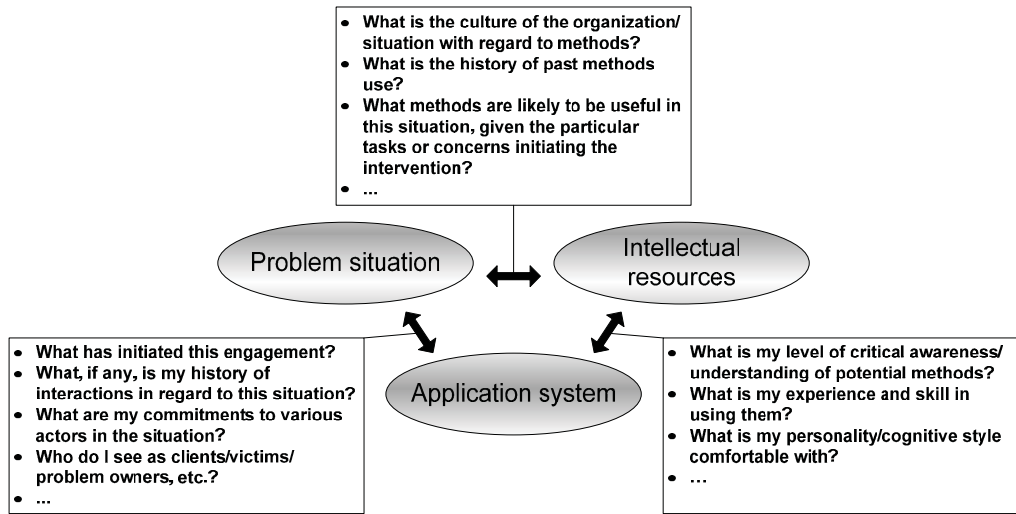 • What is the culture of the organization/
situation with regard to methods?
• What is the history of past methods
use?
• What methods are likely to be useful in
this situation, given the particular
tasks or concerns initiating the
intervention?
• ...
Problem situation
Intellectual
resources
Application system
• What has initiated this engagement?
• What, if any, is my history of
interactions in regard to this situation?
• What are my commitments to various
actors in the situation?
• Who do I see as clients/victims/
problem owners, etc.?
• ...
• What is my level of critical awareness/
understanding of potential methods?
• What is my experience and skill in
using them?
• What is my personality/cognitive style
comfortable with?
• ...